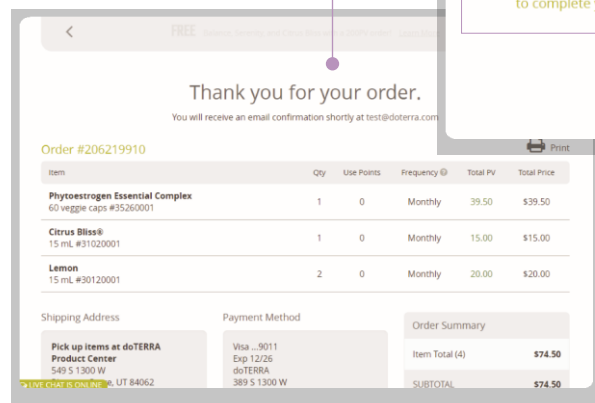 to complete
FREE
Thank you for your order.
You will receive an email confirmation shortly at test@doterra.com
Order #206219910
Print
Item Qty Use Points Frequency Total PV Total Price
Phytoestrogen Essential Complex
60 veggie caps #35260001
1 0 Monthly 39.50 $39.50
Citrus Bliss®
15 mL #31020001
1 0 Monthly 15.00 $15.00
Lemon
15 mL #30120001
2 0 Monthly 20.00 $20.00
Shipping Address
Pick up items at doTERRA
Product Center
549 S 1300 W
UT 84062
LIVE CHAT IS ONLINE
Payment Method
Visa ...9011
Exp 12/26
doTERRA
389 S 1300 W
Order Summary
Item Total (4) $74.50
SUBTOTAL $74.50